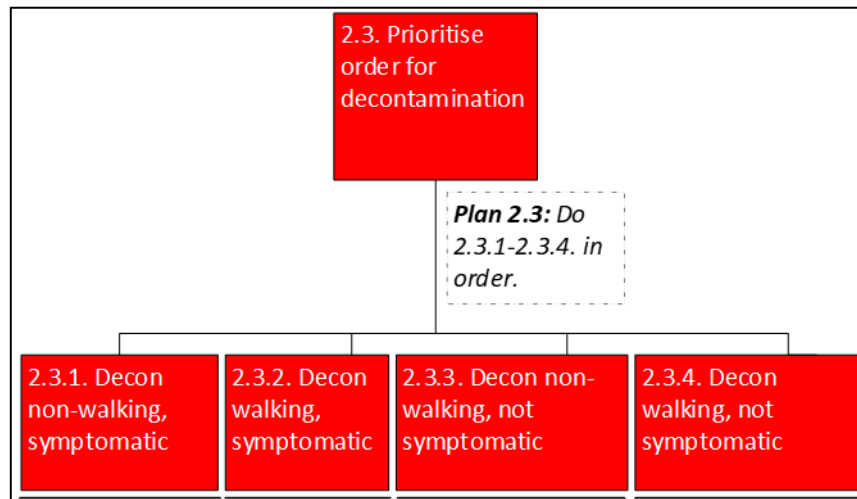 2.3. Prioritise
order for
decontamination
Plan 2.3: Do
2.3.1-2.3.4. in
order.
2.3.1. Decon
non-walking,
symptomatic
2.3.2. Decon
walking,
symptomatic
2.3.3. Decon non-
walking, not
symptomatic
2.3.4. Decon
walking, not
symptomatic